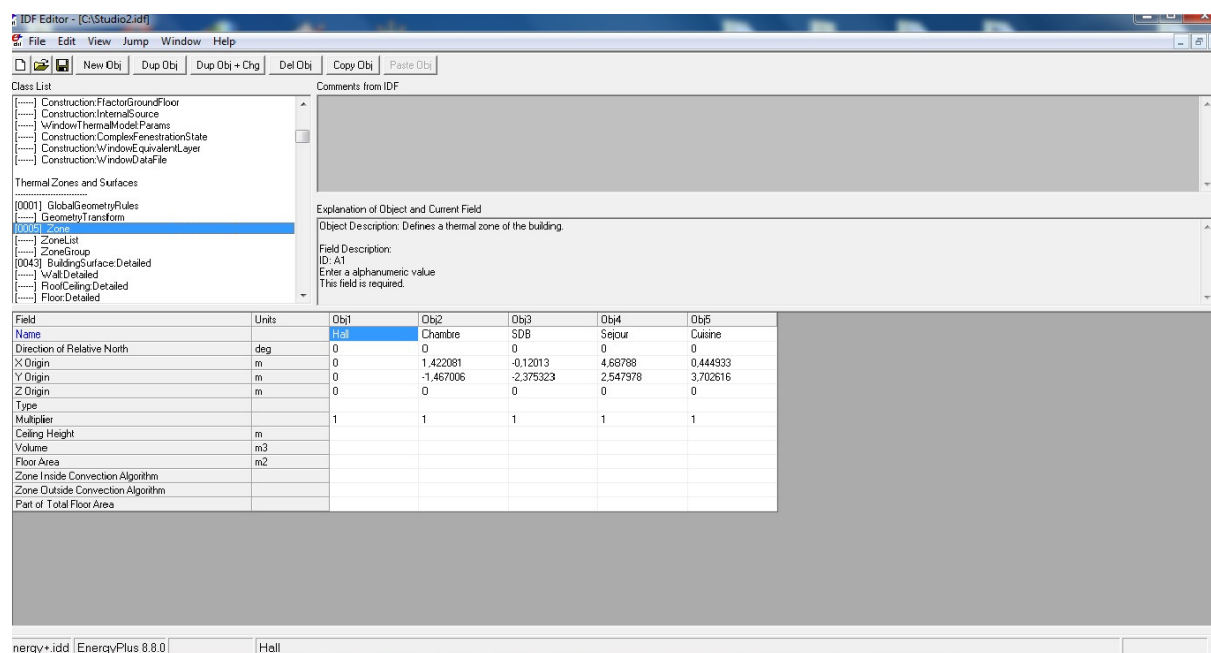 IDF Editor - [C:\Studio2.idf]
File Edit View Jump Window Help
New Obj Dup Obj Dup Obj + Chg Del Obj Copy Obj Paste Obj
Class List
[------] Construction:FfactorGroundFloor
[------] Construction:InternalSource
[------] WindowThermalModel:Params
[------] Construction:ComplexFenestrationState
[------] Construction:WindowEquivalentLayer
[------] Construction:WindowDataFile
Thermal Zones and Surfaces
--------------------------
[0001] GlobalGeometryRules
[------] GeometryTransform
[0005] Zone
[------] ZoneList
[------] ZoneGroup
[0043] BuildingSurface:Detailed
[------] Wall:Detailed
[------] RoofCeiling:Detailed
[------] Floor:Detailed
Comments from IDF
Explanation of Object and Current Field
Object Description: Defines a thermal zone of the building.
Field Description:
ID: A1
Enter a alphanumeric value
This field is required.
Field Units Obj1 Obj2 Obj3 Obj4 Obj5
Name Hall Chambre SDB Sejour Cuisine
Direction of Relative North deg 0 0 0 0 0
X Origin m 0 1,422081 -0,12013 4,68788 0,444933
Y Origin m 0 -1,467006 -2,375323 2,547978 3,702616
Z Origin m 0 0 0 0 0
Type
Multiplier 1 1 1 1 1
Ceiling Height m
Volume m3
Floor Area m2
Zone Inside Convection Algorithm
Zone Outside Convection Algorithm
Part of Total Floor Area
nergy+.idd EnergyPlus 8.8.0 Hall